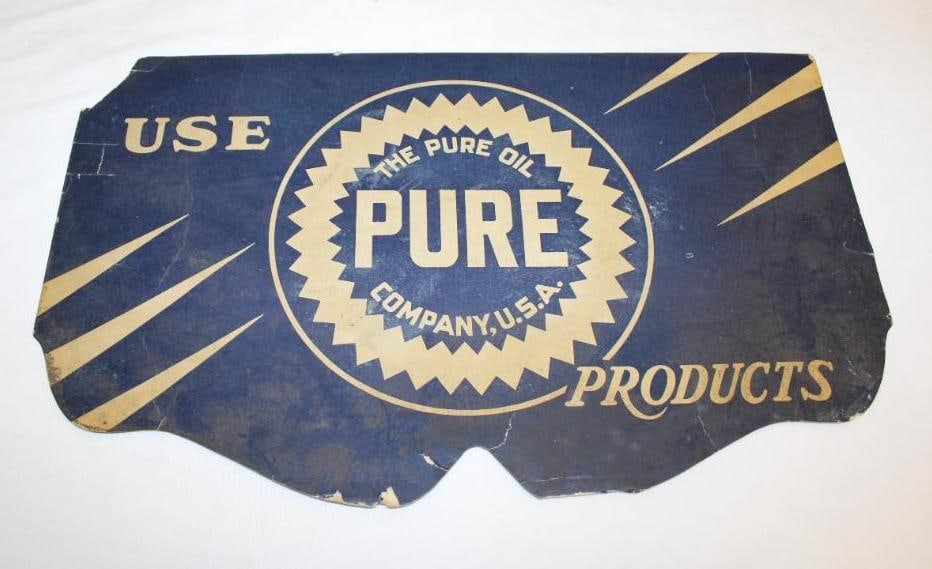 USE
THE PURE OIL
PURE
COMPANY, U.S.A.
PRODUCTS